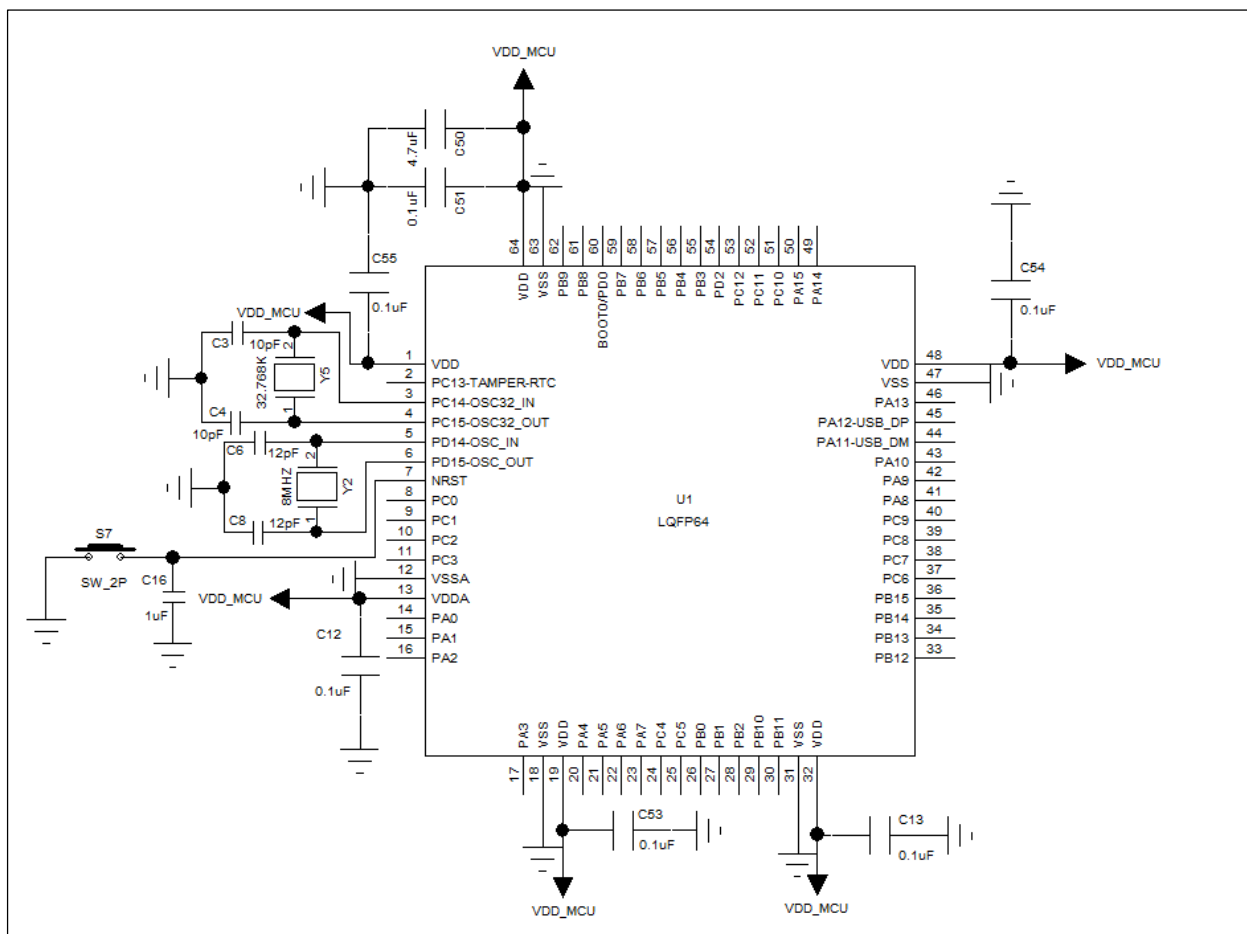 VDD_MCU
4.7uF
C50
0.1uF
C51
C55
0.1uF
C54
0.1uF
64
63
62
61
60
59
58
57
56
55
54
53
52
51
50
49
VDD
VSS
PB9
PB8
BOOT0/PD0
PB7
PB6
PB5
PB4
PB3
PD2
PC12
PC11
PC10
PA15
PA14
VDD_MCU
C3
10pF
2
32.768K
Y5
1
C4
10pF
C6
12pF
2
8MHZ
Y2
1
C8
12pF
S7
SW_2P
C16
1uF
VDD_MCU
C12
0.1uF
1 VDD
2 PC13-TAMPER-RTC
3 PC14-OSC32_IN
4 PC15-OSC32_OUT
5 PD14-OSC_IN
6 PD15-OSC_OUT
7 NRST
8 PC0
9 PC1
10 PC2
11 PC3
12 VSSA
13 VDDA
14 PA0
15 PA1
16 PA2
U1
LQFP64
VDD 48
VSS 47
PA13 46
PA12-USB_DP 45
PA11-USB_DM 44
PA10 43
PA9 42
PA8 41
PC9 40
PC8 39
PC7 38
PC6 37
PB15 36
PB14 35
PB13 34
PB12 33
VDD_MCU
PA3
VSS
VDD
PA4
PA5
PA6
PA7
PC4
PC5
PB0
PB1
PB2
PB10
PB11
VSS
VDD
17
18
19
20
21
22
23
24
25
26
27
28
29
30
31
32
C53
0.1uF
C13
0.1uF
VDD_MCU
VDD_MCU